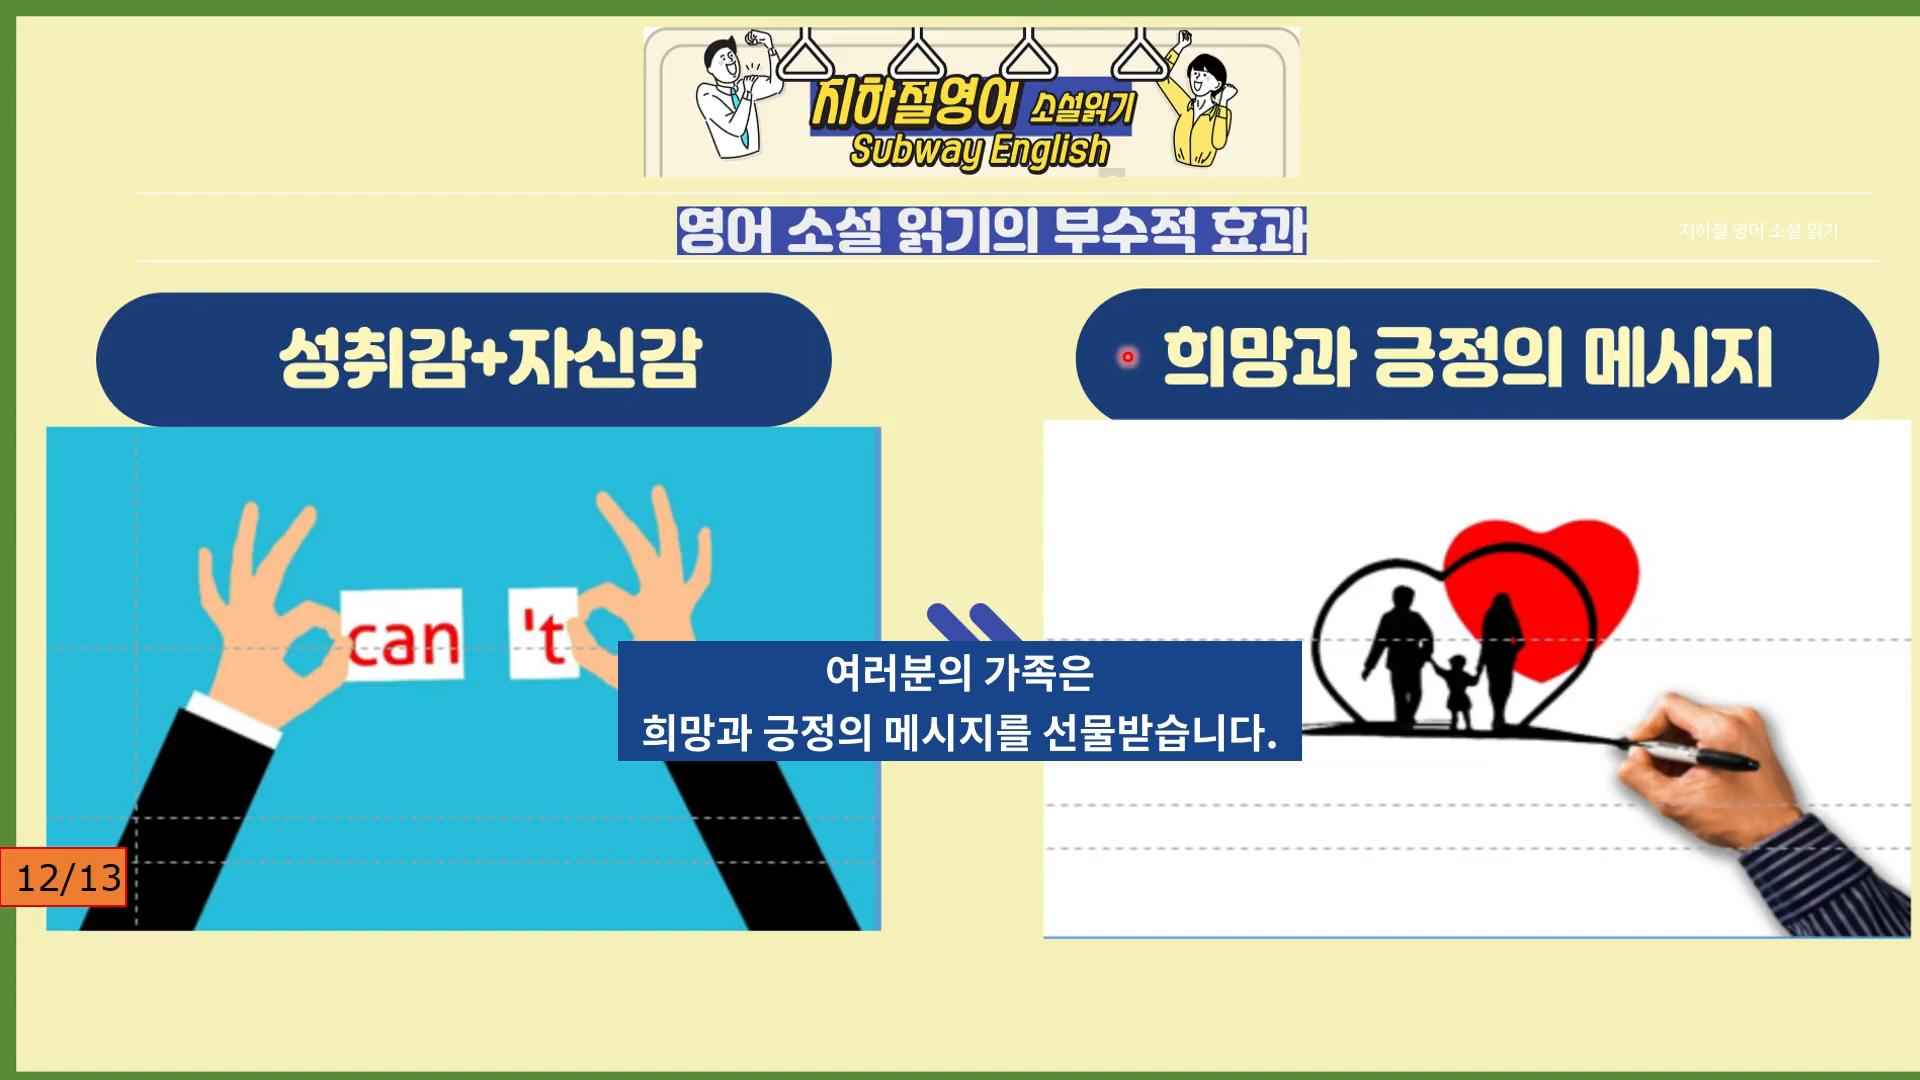 지하철영어 소설읽기
Subway English
영어 소설 읽기의 부수적 효과
지하철 영어 소설 읽기
성취감+자신감
희망과 긍정의 메시지
can 't
여러분의 가족은
희망과 긍정의 메시지를 선물받습니다.
12/13